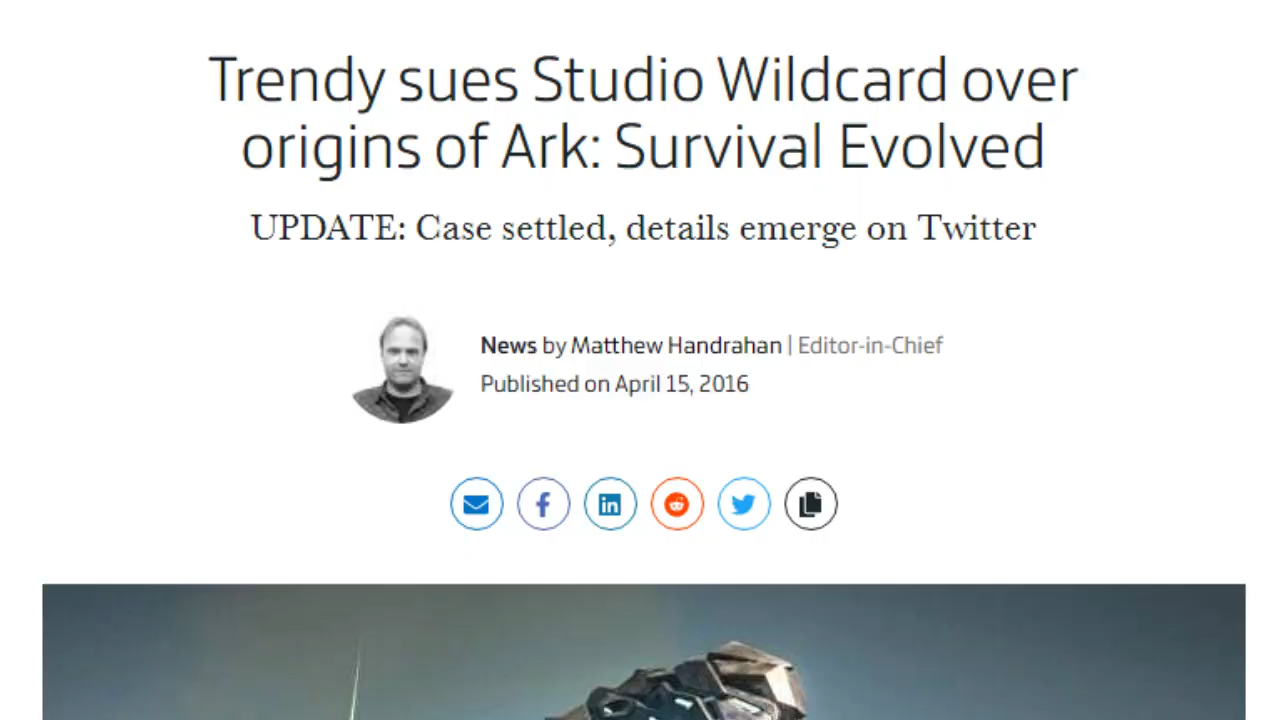 Trendy sues Studio Wildcard over
origins of Ark: Survival Evolved
UPDATE: Case settled, details emerge on Twitter
News by Matthew Handrahan | Editor-in-Chief
Published on April 15, 2016
in